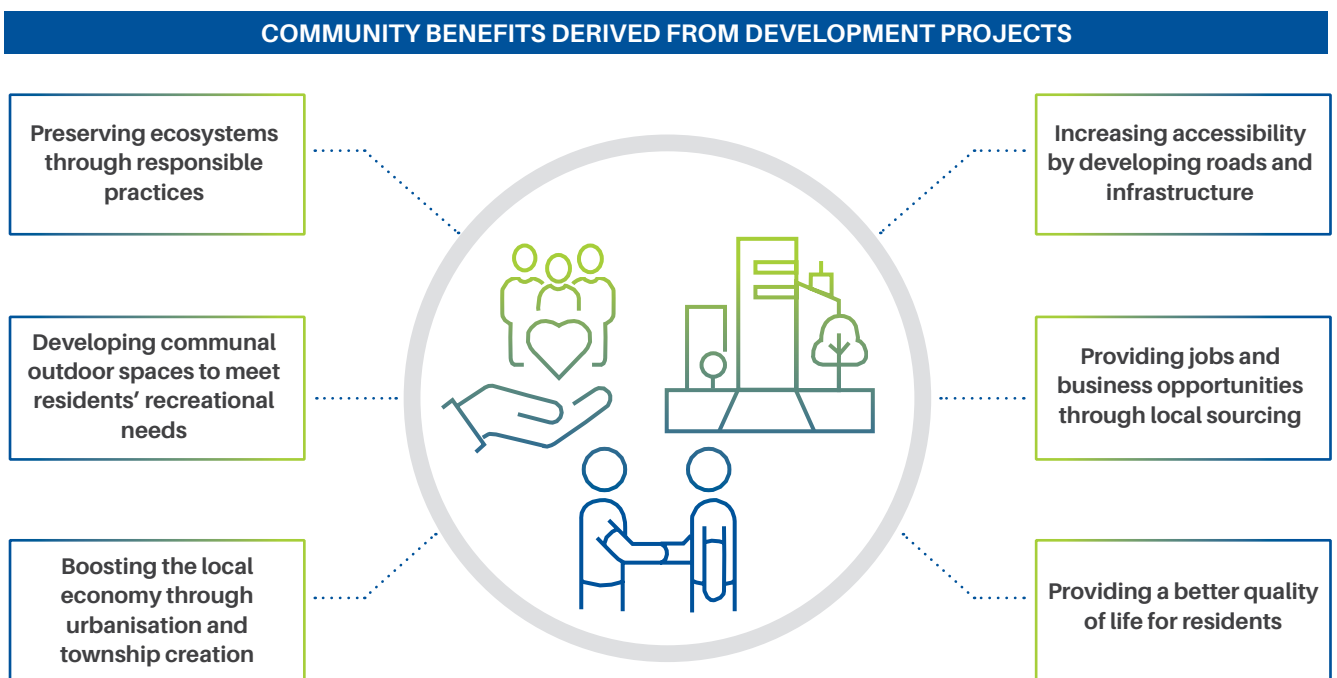 COMMUNITY BENEFITS DERIVED FROM DEVELOPMENT PROJECTS
Preserving ecosystems
through responsible
practices
Increasing accessibility
by developing roads and
infrastructure
Developing communal
outdoor spaces to meet
residents’ recreational
needs
Providing jobs and
business opportunities
through local sourcing
Boosting the local
economy through
urbanisation and
township creation
Providing a better quality
of life for residents